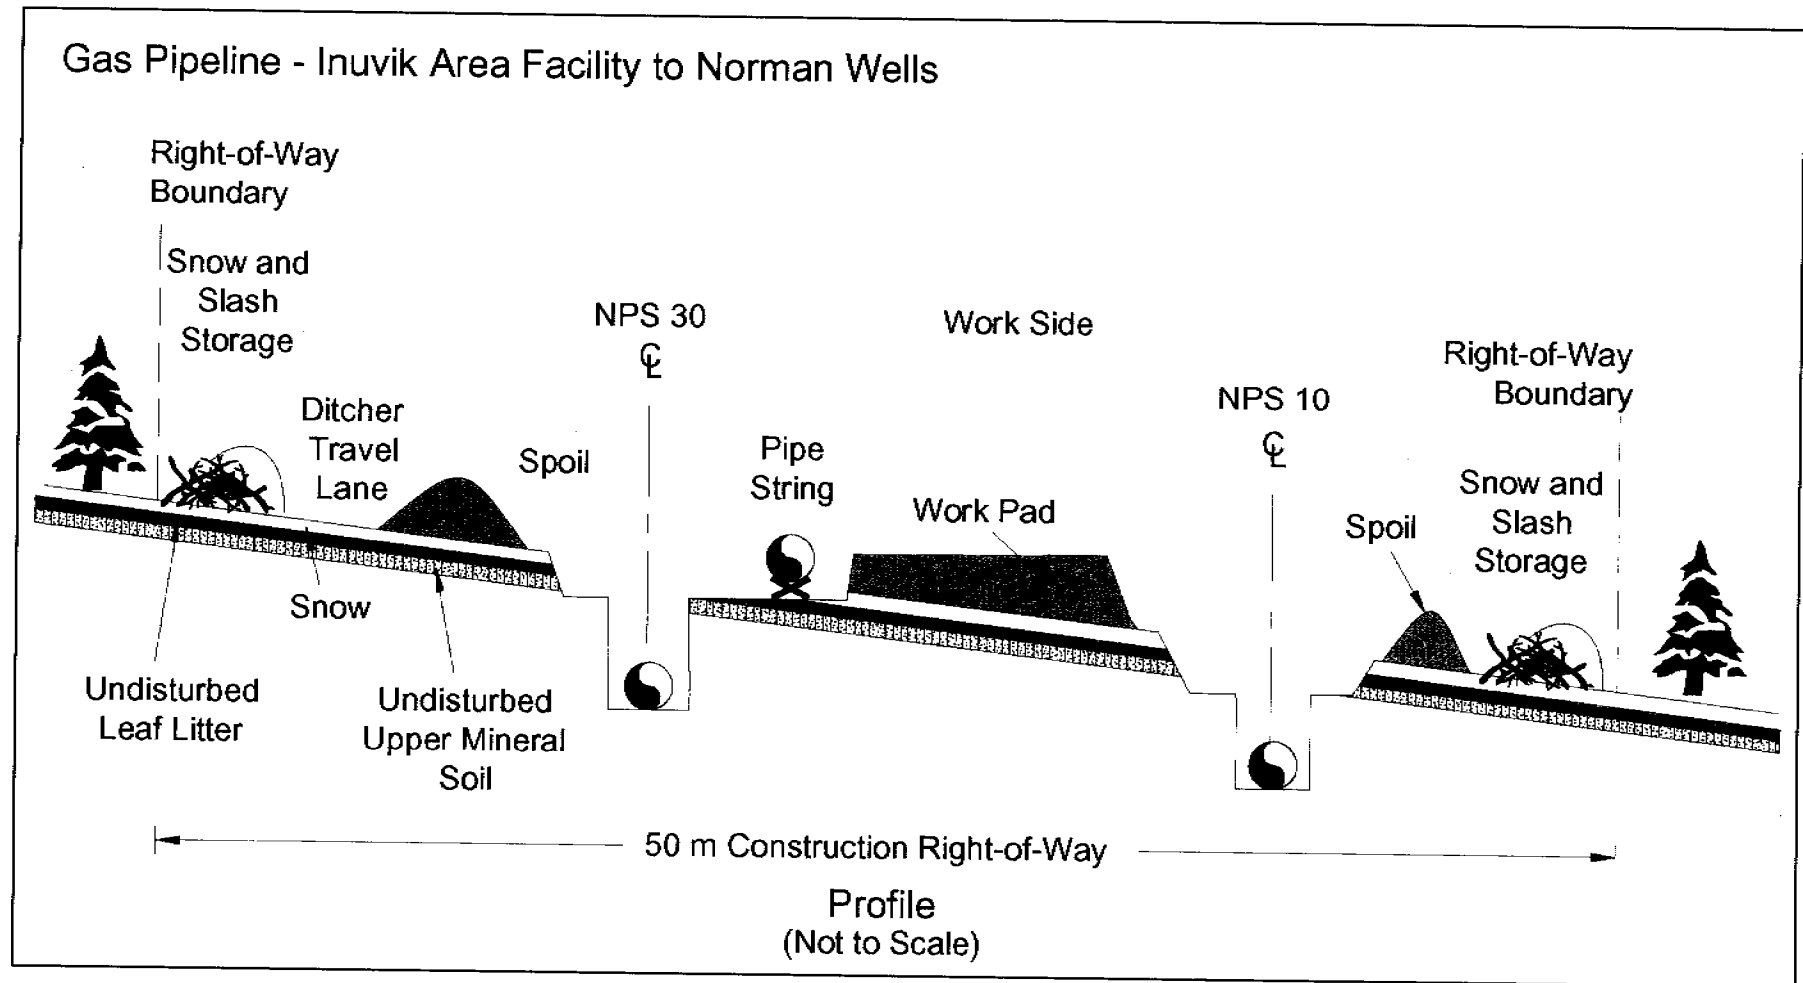 Gas Pipeline - Inuvik Area Facility to Norman Wells
Right-of-Way
Boundary
Snow and
Slash
Storage
Ditcher
Travel
Lane
Spoil
NPS 30
℄
Pipe
String
Work Side
Work Pad
NPS 10
℄
Right-of-Way
Boundary
Spoil
Snow and
Slash
Storage
Snow
Undisturbed
Leaf Litter
Undisturbed
Upper Mineral
Soil
50 m Construction Right-of-Way
Profile
(Not to Scale)